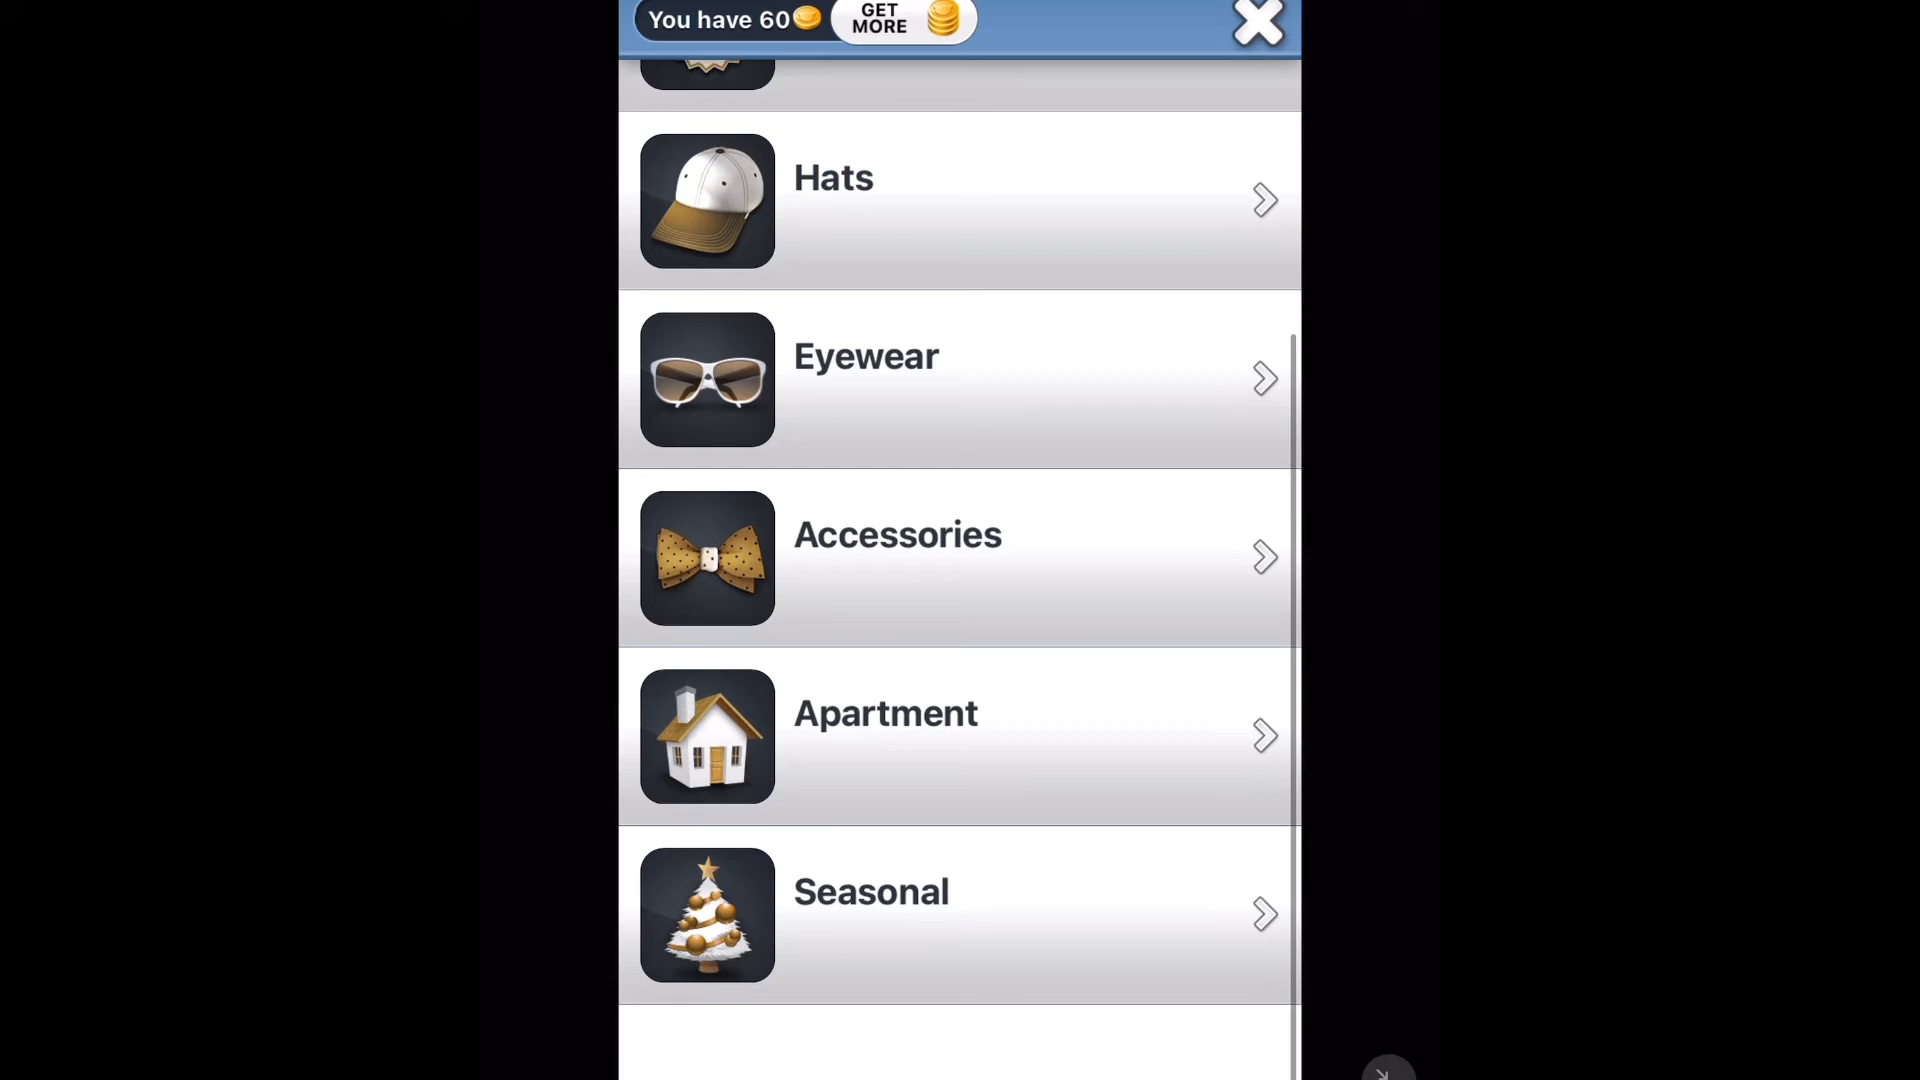 You have 60
GET
MORE
Hats
Eyewear
Accessories
Apartment
Seasonal